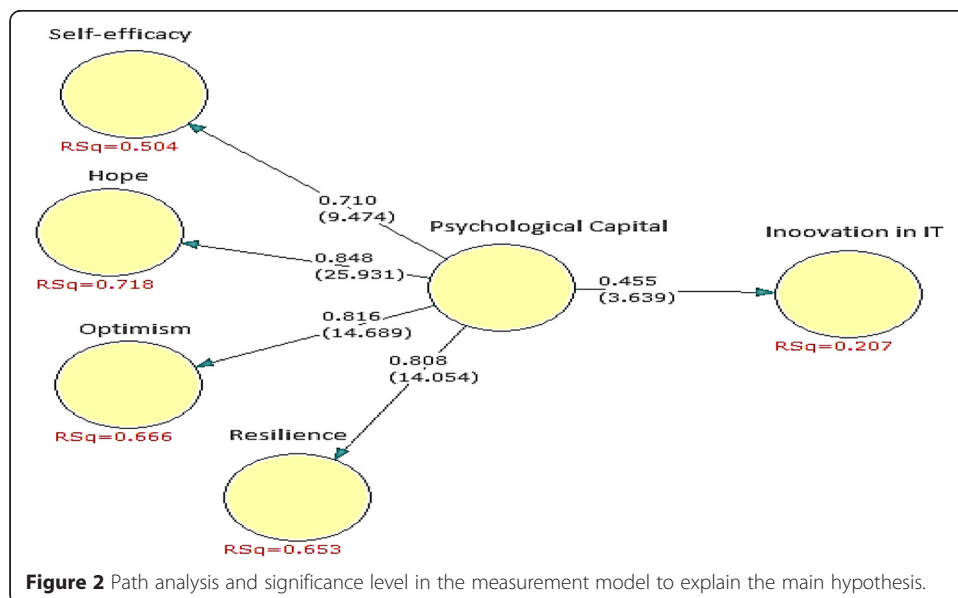 Self-efficacy
RSq=0.504
Hope
RSq=0.718
Optimism
RSq=0.666
Resilience
RSq=0.653
0.710
(9.474)
0.848
(25.931)
0.816
(14.689)
0.808
(14.054)
Psychological Capital
0.455
(3.639)
Inoovation in IT
RSq=0.207
Figure 2 Path analysis and significance level in the measurement model to explain the main hypothesis.